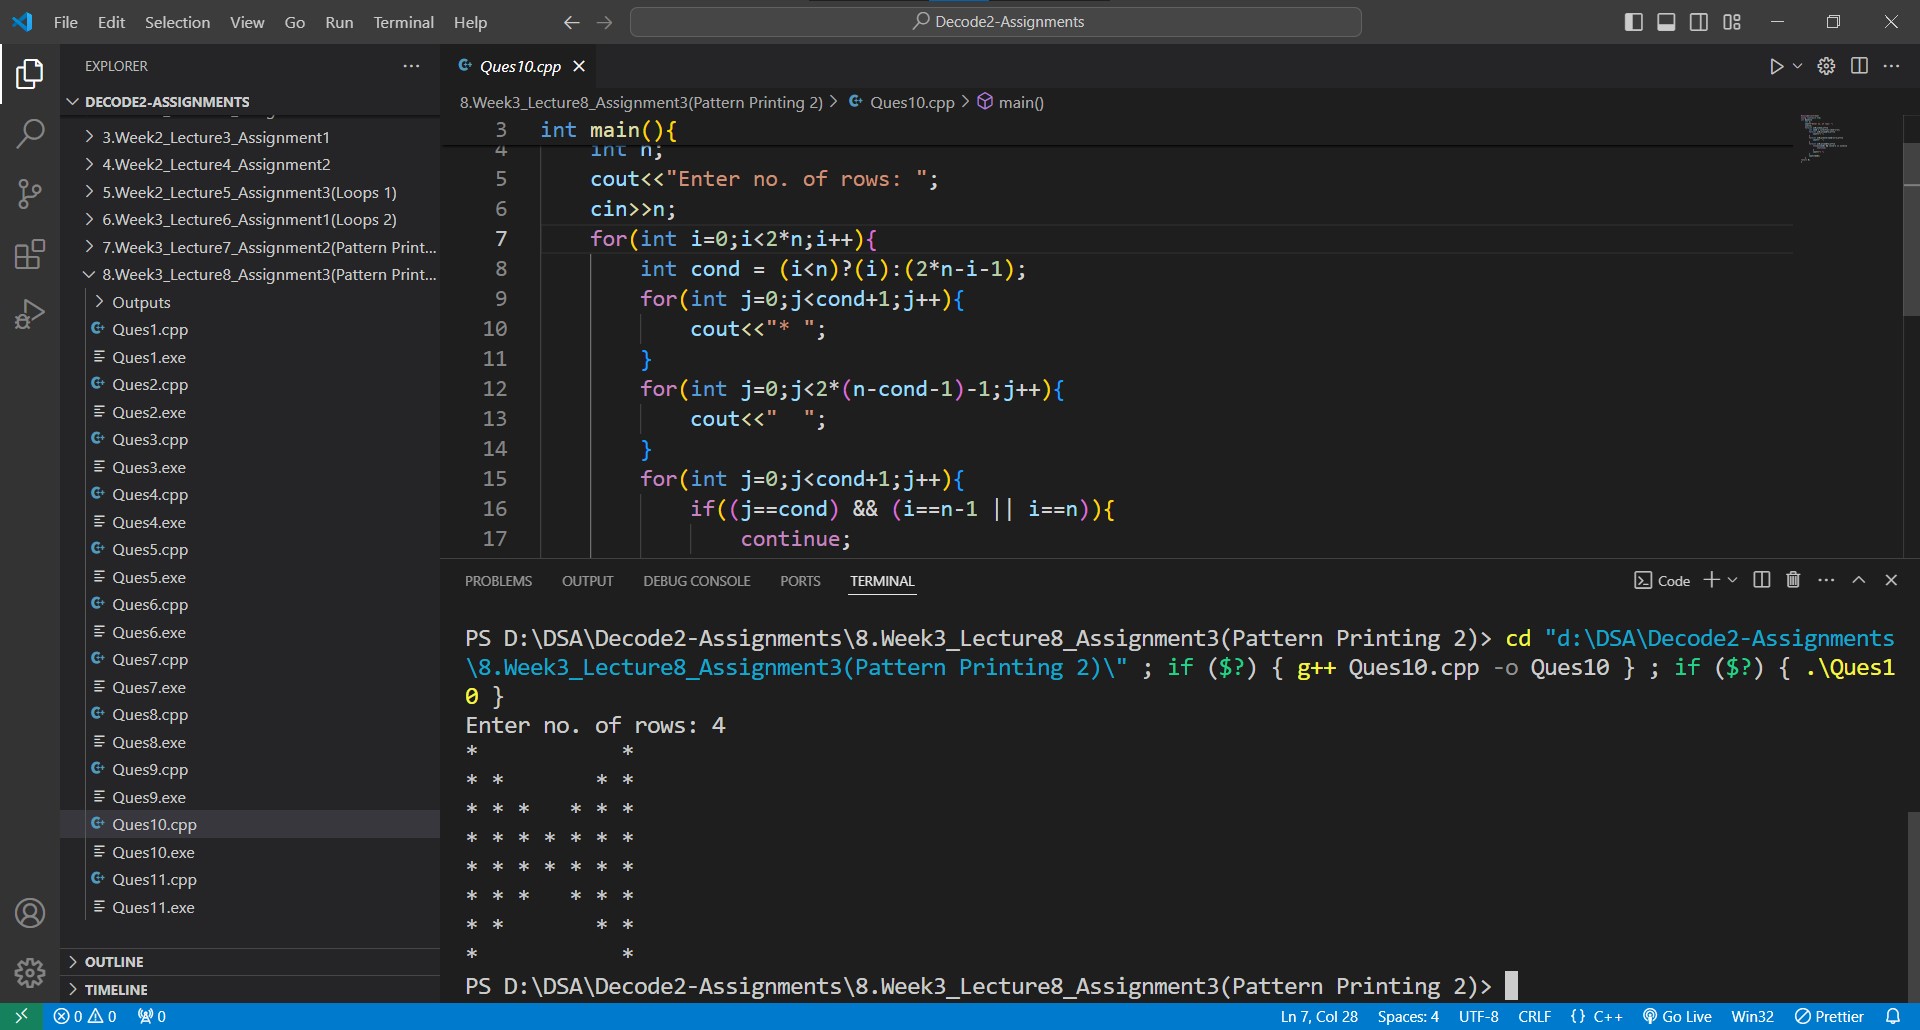 File Edit Selection View Go Run Terminal Help
Decode2-Assignments
EXPLORER
DECODE2-ASSIGNMENTS
3.Week2_Lecture3_Assignment1
4.Week2_Lecture4_Assignment2
5.Week2_Lecture5_Assignment3(Loops 1)
6.Week3_Lecture6_Assignment1(Loops 2)
7.Week3_Lecture7_Assignment2(Pattern Print...
8.Week3_Lecture8_Assignment3(Pattern Print...
Outputs
Ques1.cpp
Ques1.exe
Ques2.cpp
Ques2.exe
Ques3.cpp
Ques3.exe
Ques4.cpp
Ques4.exe
Ques5.cpp
Ques5.exe
Ques6.cpp
Ques6.exe
Ques7.cpp
Ques7.exe
Ques8.cpp
Ques8.exe
Ques9.cpp
Ques9.exe
Ques10.cpp
Ques10.exe
Ques11.cpp
Ques11.exe
OUTLINE
TIMELINE
Ques10.cpp
8.Week3_Lecture8_Assignment3(Pattern Printing 2) > Ques10.cpp > main()
3 int main(){
4 int n;
5 cout<<"Enter no. of rows: ";
6 cin>>n;
7 for(int i=0;i<2*n;i++){
8 int cond = (i<n)?(i):(2*n-i-1);
9 for(int j=0;j<cond+1;j++){
10 cout<<"* ";
11 }
12 for(int j=0;j<2*(n-cond-1)-1;j++){
13 cout<<"  ";
14 }
15 for(int j=0;j<cond+1;j++){
16 if((j==cond) && (i==n-1 || i==n)){
17 continue;
PROBLEMS OUTPUT DEBUG CONSOLE PORTS TERMINAL
Code
PS D:\DSA\Decode2-Assignments\8.Week3_Lecture8_Assignment3(Pattern Printing 2)> cd "d:\DSA\Decode2-Assignments
\8.Week3_Lecture8_Assignment3(Pattern Printing 2)\" ; if ($?) { g++ Ques10.cpp -o Ques10 } ; if ($?) { .\Ques1
0 }
Enter no. of rows: 4
*           *
* *       * *
* * *   * * *
* * * * * * *
* * * * * * *
* * *   * * *
* *       * *
*           *
PS D:\DSA\Decode2-Assignments\8.Week3_Lecture8_Assignment3(Pattern Printing 2)>
0 0 0 Ln 7, Col 28 Spaces: 4 UTF-8 CRLF {} C++ Go Live Win32 Prettier